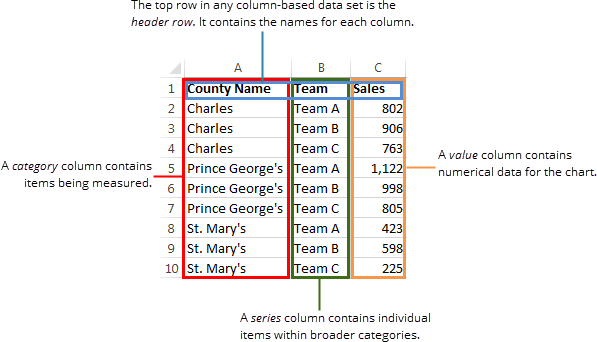 The top row in any column-based data set is the
header row. It contains the names for each column.
A B C
1 County Name Team Sales
2 Charles Team A 802
3 Charles Team B 906
4 Charles Team C 763
5 Prince George's Team A 1,122
6 Prince George's Team B 998
7 Prince George's Team C 805
8 St. Mary's Team A 423
9 St. Mary's Team B 598
10 St. Mary's Team C 225
A category column contains
items being measured.
A value column contains
numerical data for the chart.
A series column contains individual
items within broader categories.